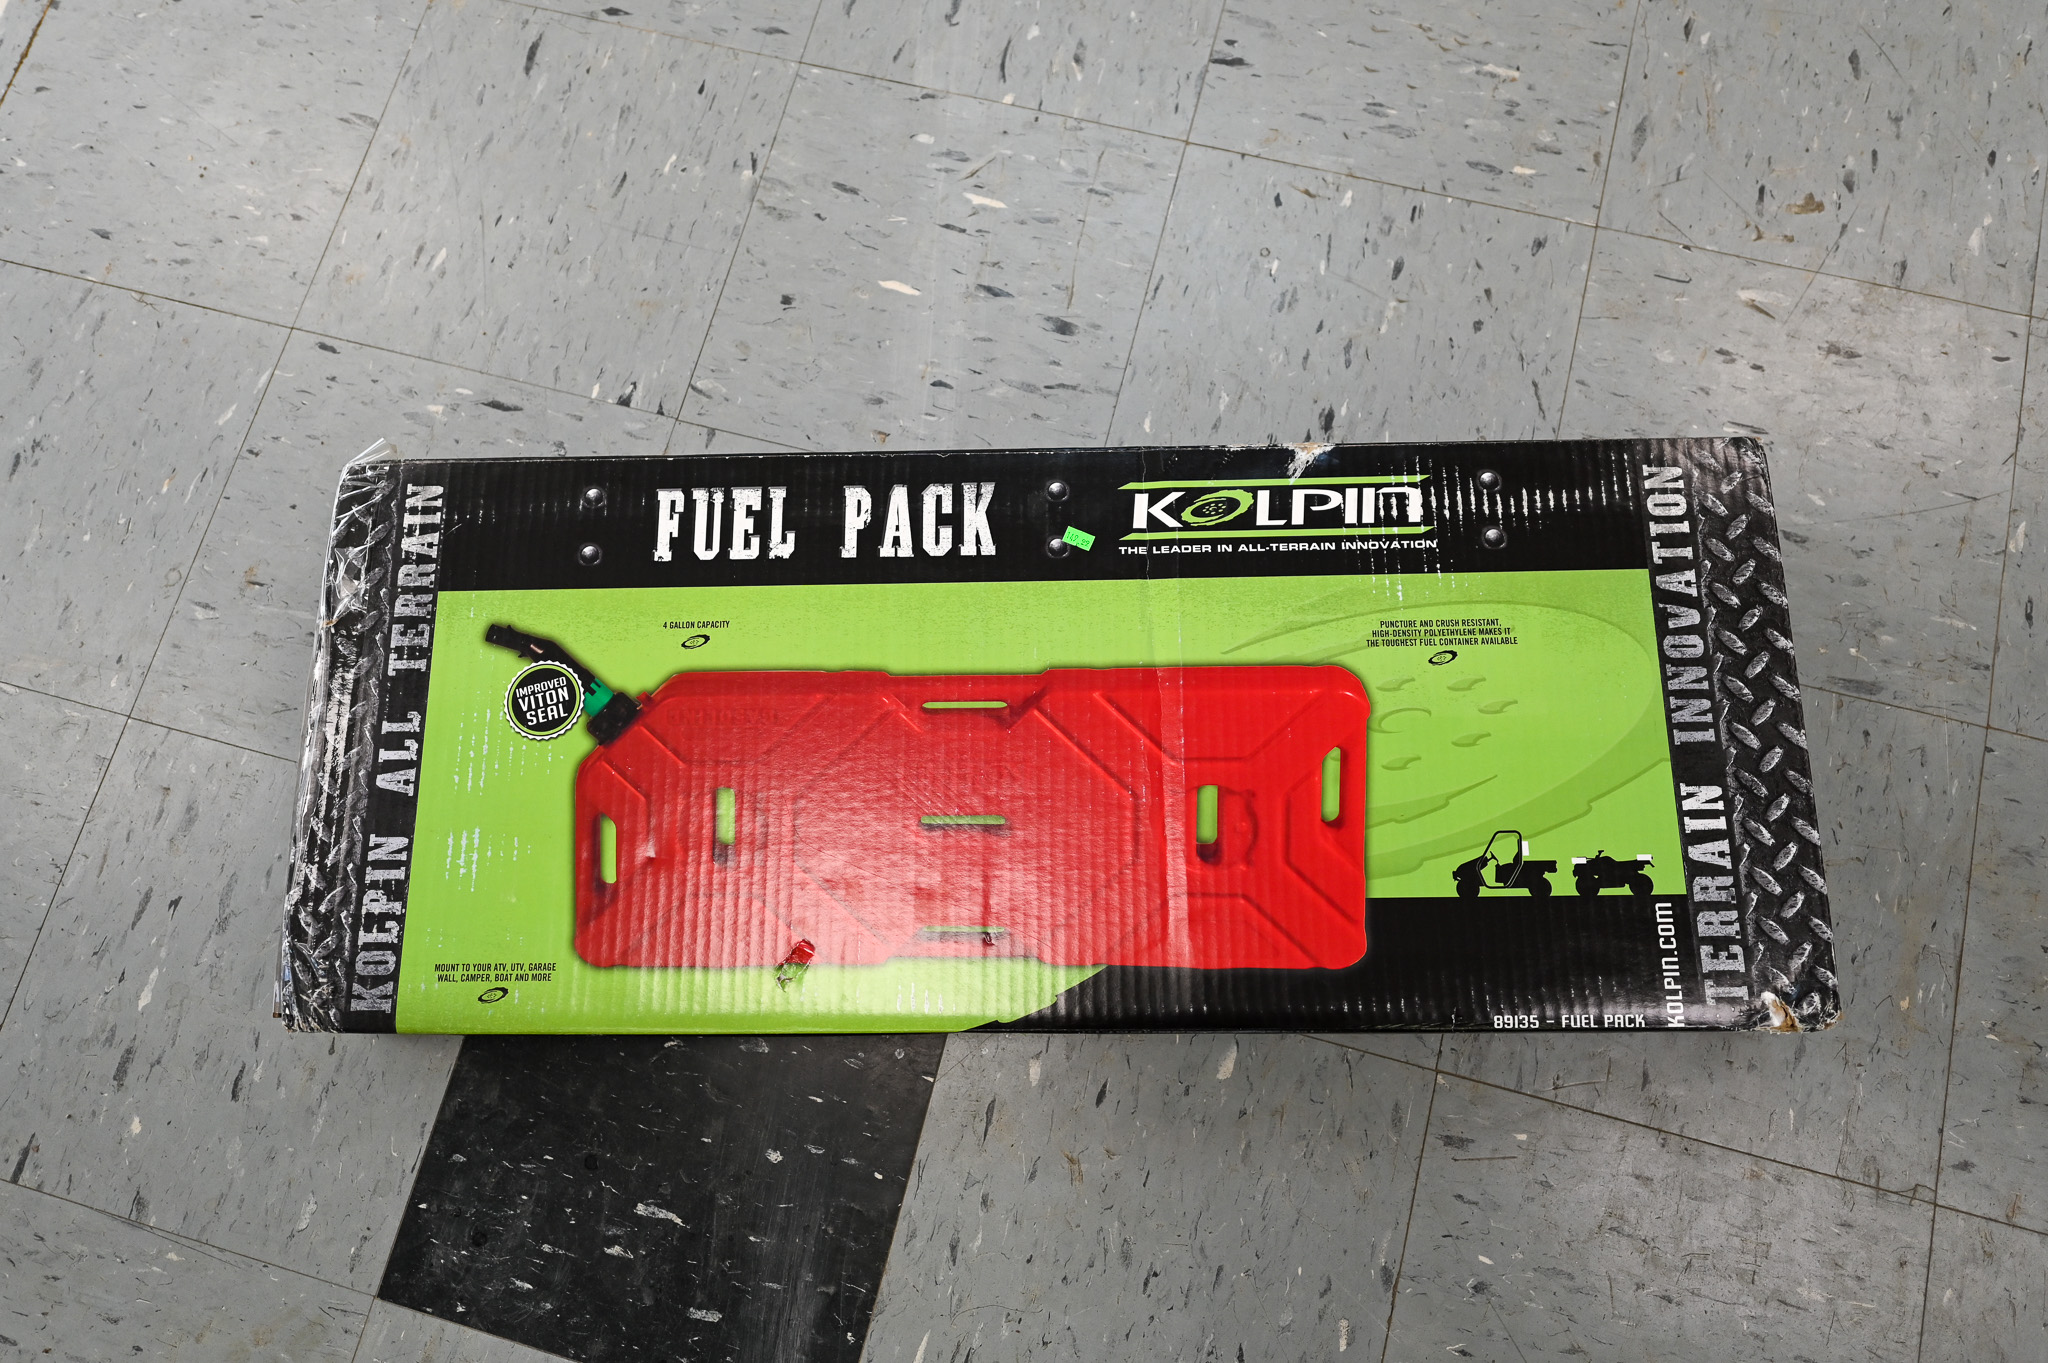 FUEL PACK
KOLPIN
THE LEADER IN ALL-TERRAIN INNOVATION
KOLPIN ALL TERRAIN
4 GALLON CAPACITY
IMPROVED
VITON
SEAL
PUNCTURE AND CRUSH RESISTANT,
HIGH-DENSITY POLYETHYLENE MAKES IT
THE TOUGHEST FUEL CONTAINER AVAILABLE
TERRAIN INNOVATION
MOUNT TO YOUR ATV, UTV, GARAGE
WALL, CAMPER, BOAT AND MORE
KOLPIN.COM
89135 – FUEL PACK